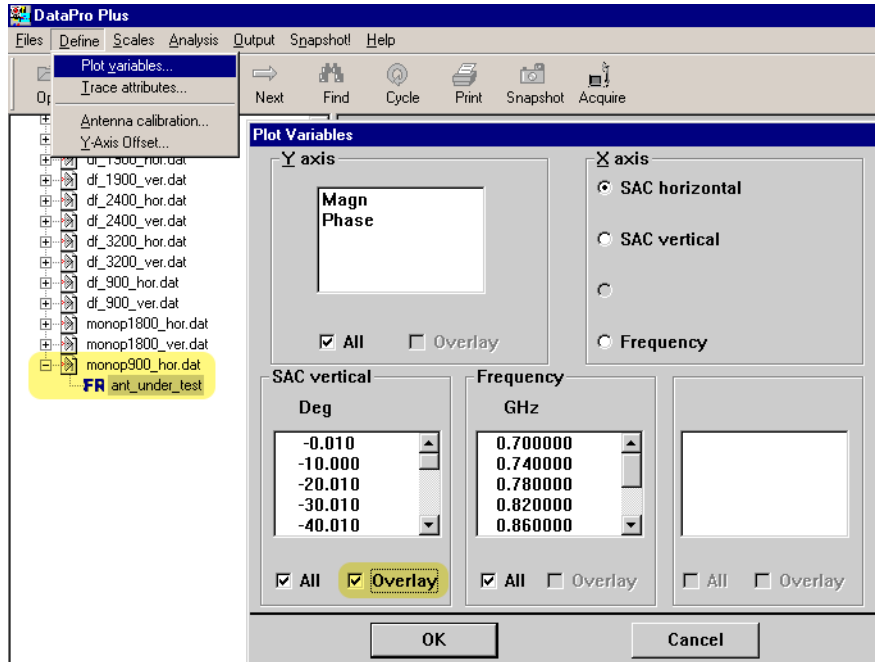 DataPro Plus
Files Define Scales Analysis Output Snapshot! Help
Plot variables...
Trace attributes...
Antenna calibration...
Y-Axis Offset...
Next Find Cycle Print Snapshot Acquire
df_1900_hor.dat
df_1900_ver.dat
df_2400_hor.dat
df_2400_ver.dat
df_3200_hor.dat
df_3200_ver.dat
df_900_hor.dat
df_900_ver.dat
monop1800_hor.dat
monop1800_ver.dat
monop900_hor.dat
FR ant_under_test
Plot Variables
Y axis
Magn
Phase
All Overlay
X axis
SAC horizontal
SAC vertical
Frequency
SAC vertical
Deg
-0.010
-10.000
-20.010
-30.010
-40.010
All Overlay
Frequency
GHz
0.700000
0.740000
0.780000
0.820000
0.860000
All Overlay
All Overlay
OK Cancel